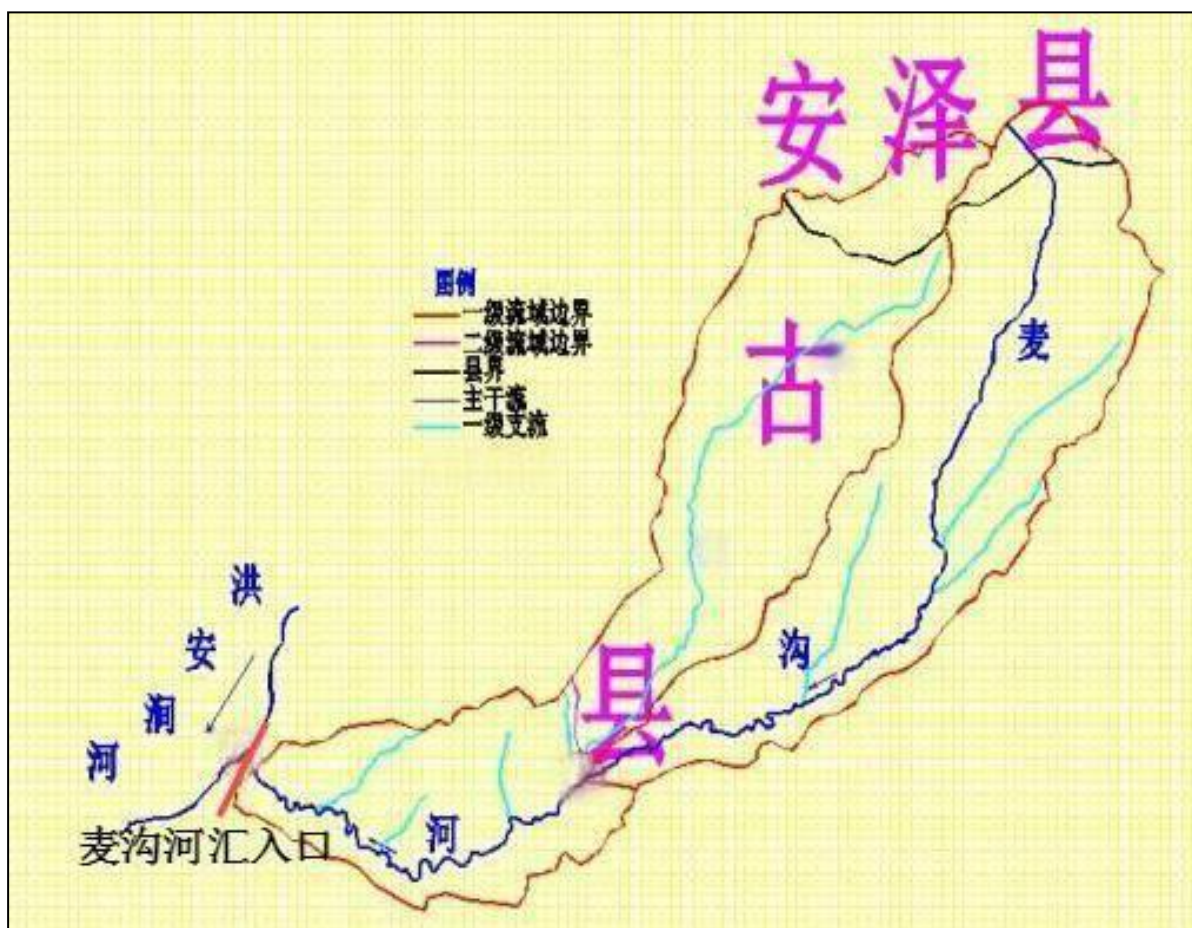 安泽县
图例
一级流域边界
二级流域边界
县界
主干流
一级支流
古县
麦沟河
洪安涧河
麦沟河汇入口